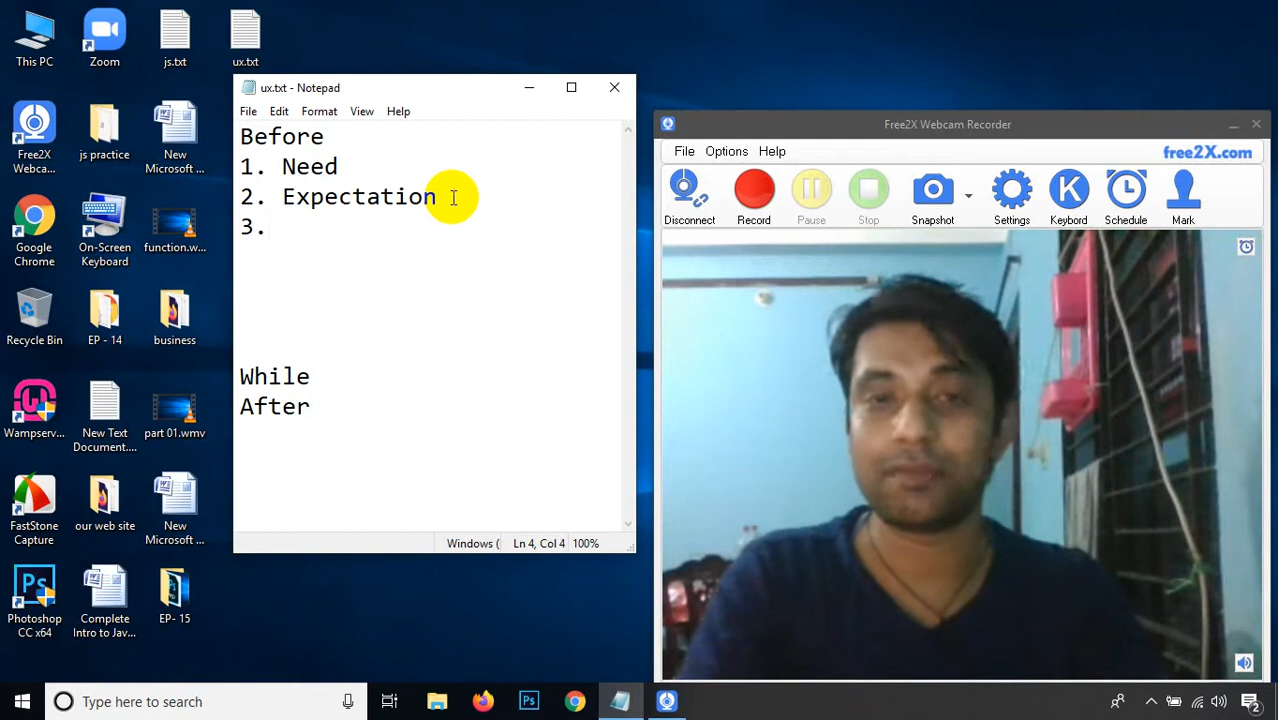 This PC
Zoom
js.txt
ux.txt
Free2X
Webca...
js practice
New
Microsoft ...
Google
Chrome
On-Screen
Keyboard
function.w...
Recycle Bin
EP - 14
business
Wampserv...
New Text
Document....
part 01.wmv
FastStone
Capture
our web site
New
Microsoft ...
Photoshop
CC x64
Complete
Intro to Jav...
EP- 15
ux.txt - Notepad
File Edit Format View Help
Before
1. Need
2. Expectation
3.
While
After
Windows (
Ln 4, Col 4
100%
Free2X Webcam Recorder
File Options Help
free2X.com
Disconnect
Record
Pause
Stop
Snapshot
Settings
Keybord
Schedule
Mark
K
Ps
Type here to search
Ps
2